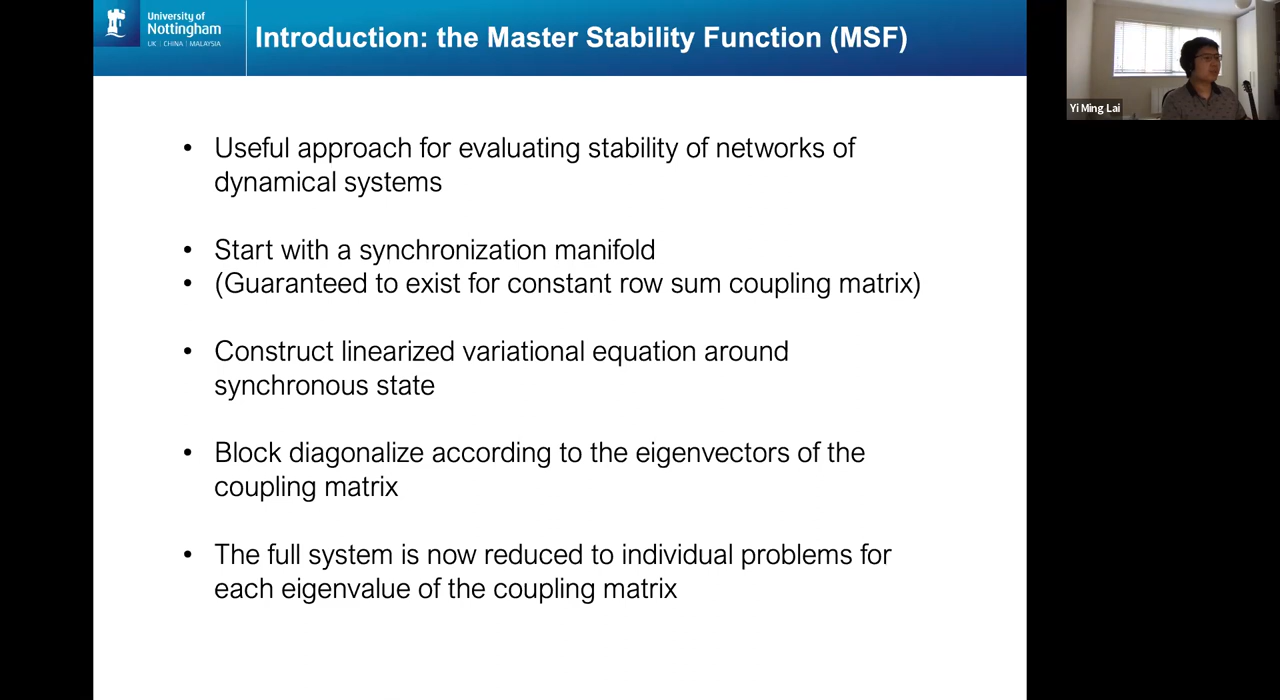 University of
Nottingham
UK | CHINA | MALAYSIA
Introduction: the Master Stability Function (MSF)
Yi Ming Lai
• Useful approach for evaluating stability of networks of
dynamical systems
• Start with a synchronization manifold
• (Guaranteed to exist for constant row sum coupling matrix)
• Construct linearized variational equation around
synchronous state
• Block diagonalize according to the eigenvectors of the
coupling matrix
• The full system is now reduced to individual problems for
each eigenvalue of the coupling matrix